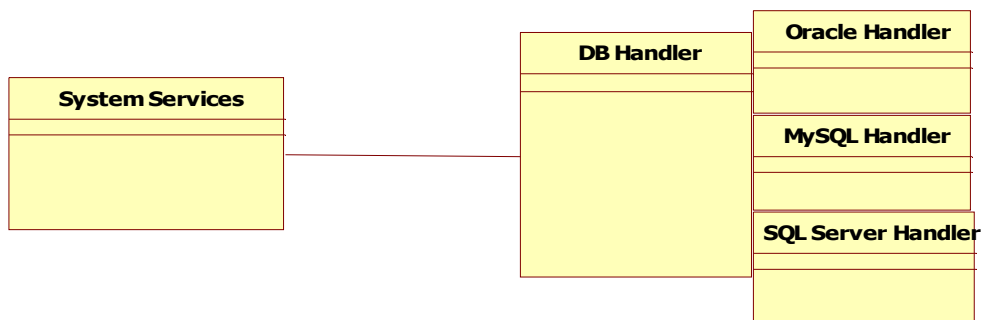 System Services
DB Handler
Oracle Handler
MySQL Handler
SQL Server Handler